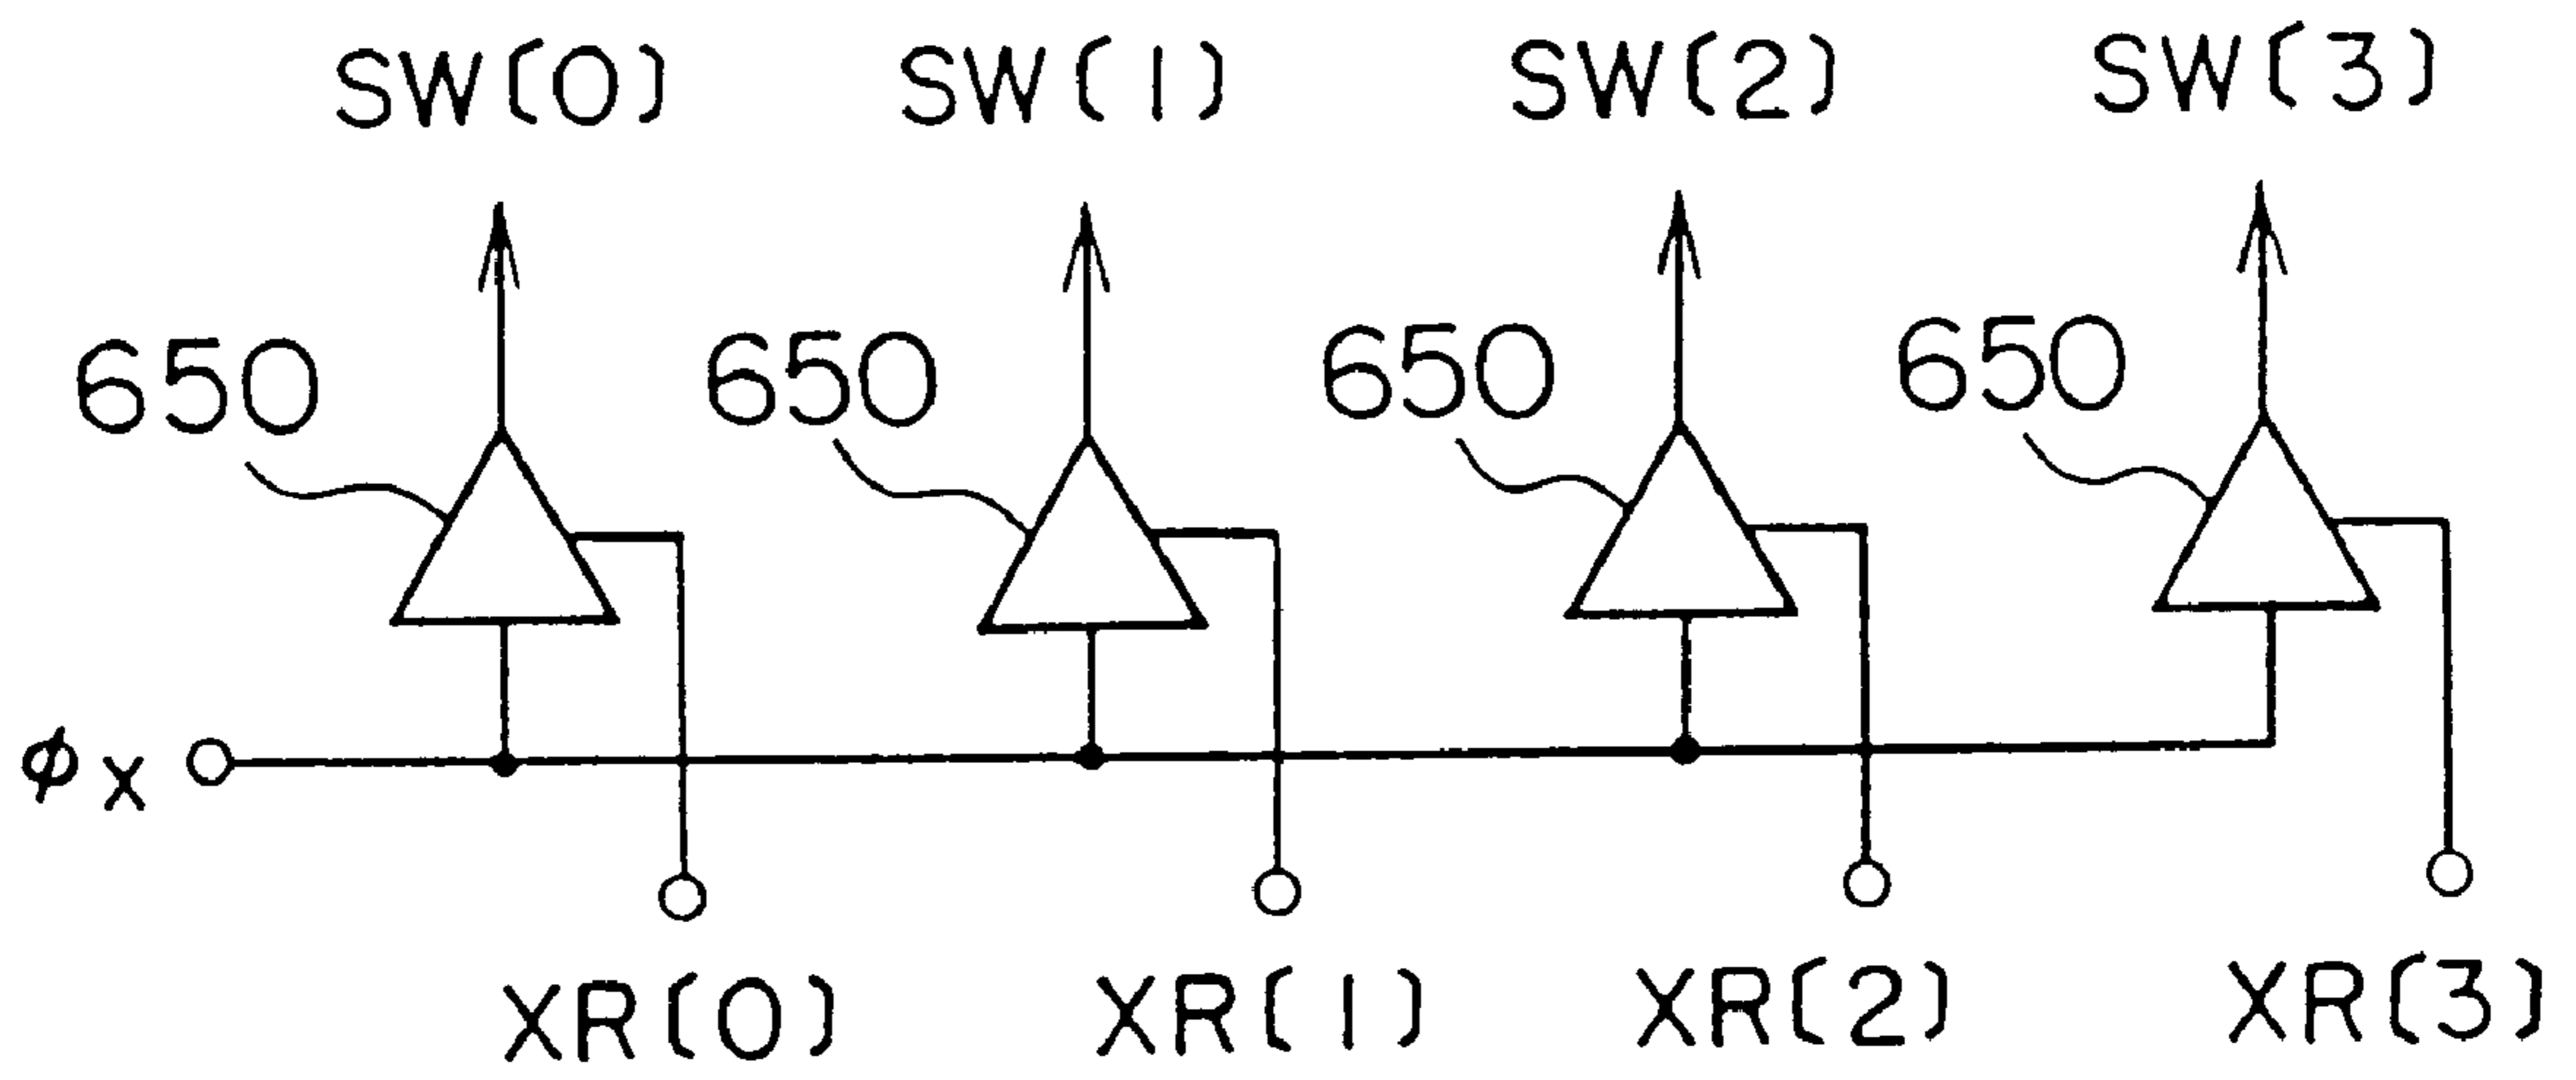 SW(0) SW(1) SW(2) SW(3)
650 650 650 650
φx
XR(0) XR(1) XR(2) XR(3)